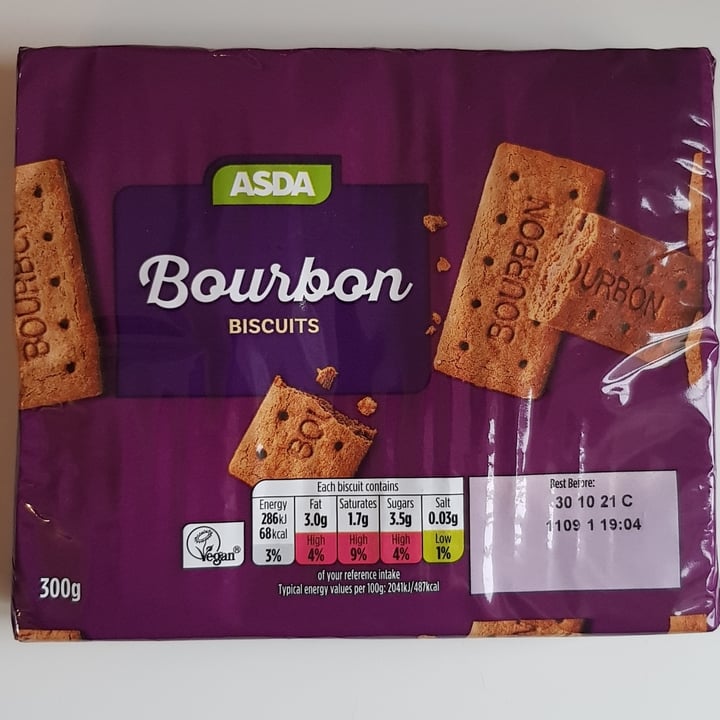 ASDA
Bourbon
BISCUITS
BOURBON
BOURBON
OURBON
BO
Each biscuit contains
Energy Fat Saturates Sugars Salt
286kJ 3.0g 1.7g 3.5g 0.03g
68kcal
High High High Low
3% 4% 9% 4% 1%
of your reference intake
Typical energy values per 100g: 2041kJ/487kcal
Vegan®
300g
Best Before:
30 10 21 C
1109 1 19:04